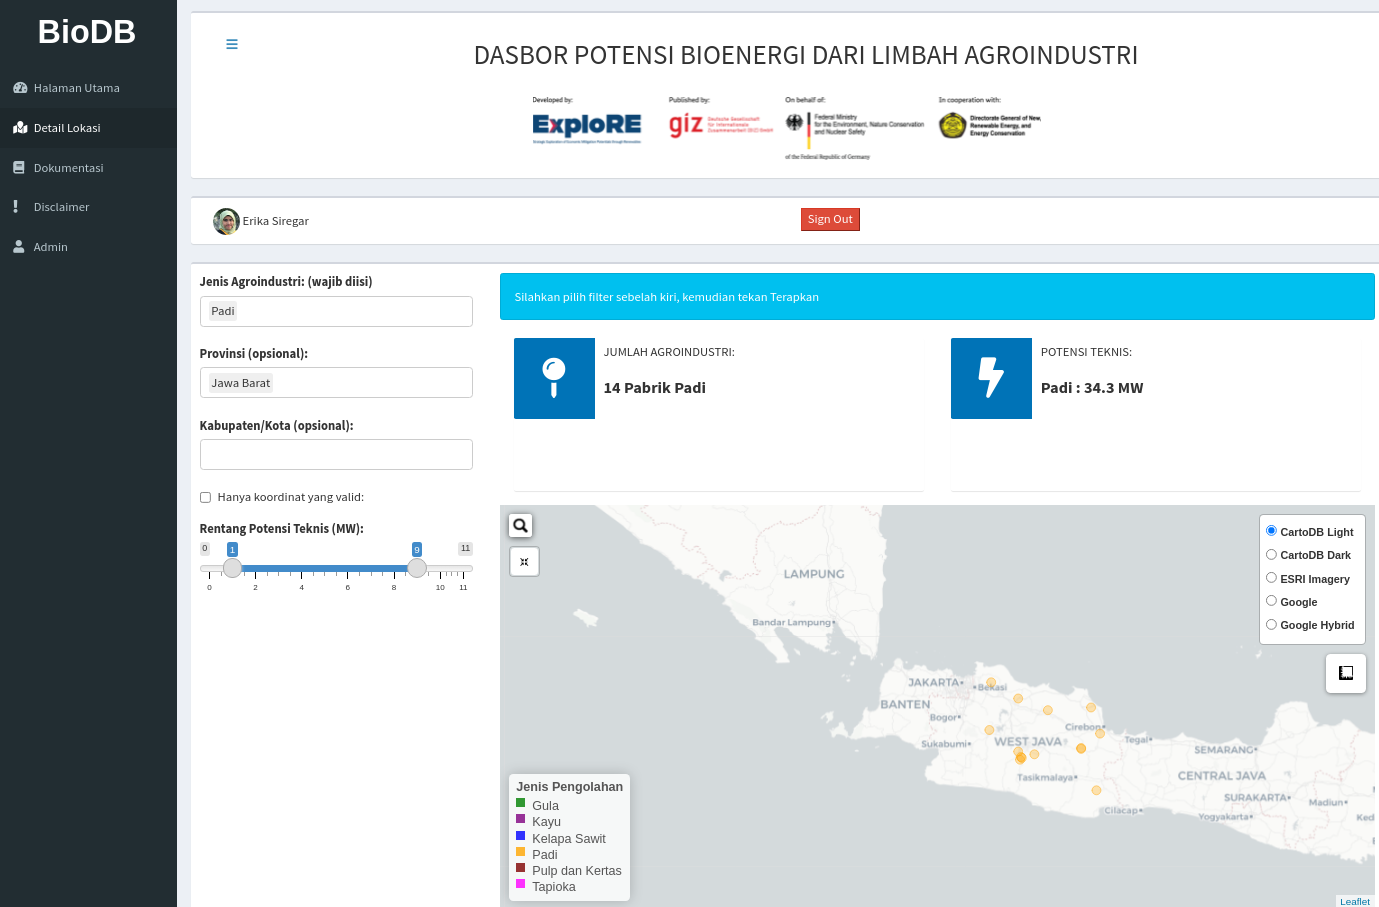 BioDB
Halaman Utama
Detail Lokasi
Dokumentasi
Disclaimer
Admin
DASBOR POTENSI BIOENERGI DARI LIMBAH AGROINDUSTRI
Developed by:
ExploRE
Strategic Exploration of Economic Mitigation Potentials through Renewables
Published by:
giz
Deutsche Gesellschaft
für Internationale
Zusammenarbeit (GIZ) GmbH
On behalf of:
Federal Ministry
for the Environment, Nature Conservation
and Nuclear Safety
of the Federal Republic of Germany
In cooperation with:
Directorate General of New,
Renewable Energy, and
Energy Conservation
Erika Siregar
Sign Out
Jenis Agroindustri: (wajib diisi)
Padi
Provinsi (opsional):
Jawa Barat
Kabupaten/Kota (opsional):
Hanya koordinat yang valid:
Rentang Potensi Teknis (MW):
0 1 9 11
0 2 4 6 8 10 11
Silahkan pilih filter sebelah kiri, kemudian tekan Terapkan
JUMLAH AGROINDUSTRI:
14 Pabrik Padi
POTENSI TEKNIS:
Padi : 34.3 MW
CartoDB Light
CartoDB Dark
ESRI Imagery
Google
Google Hybrid
LAMPUNG
Bandar Lampung
JAKARTA
Bekasi
BANTEN
Bogor
Cirebon
Sukabumi
WEST JAVA
Tegal
SEMARANG
Tasikmalaya
CENTRAL JAVA
SURAKARTA
Madiun
Cilacap
Yogyakarta
Ked
Jenis Pengolahan
Gula
Kayu
Kelapa Sawit
Padi
Pulp dan Kertas
Tapioka
Leaflet